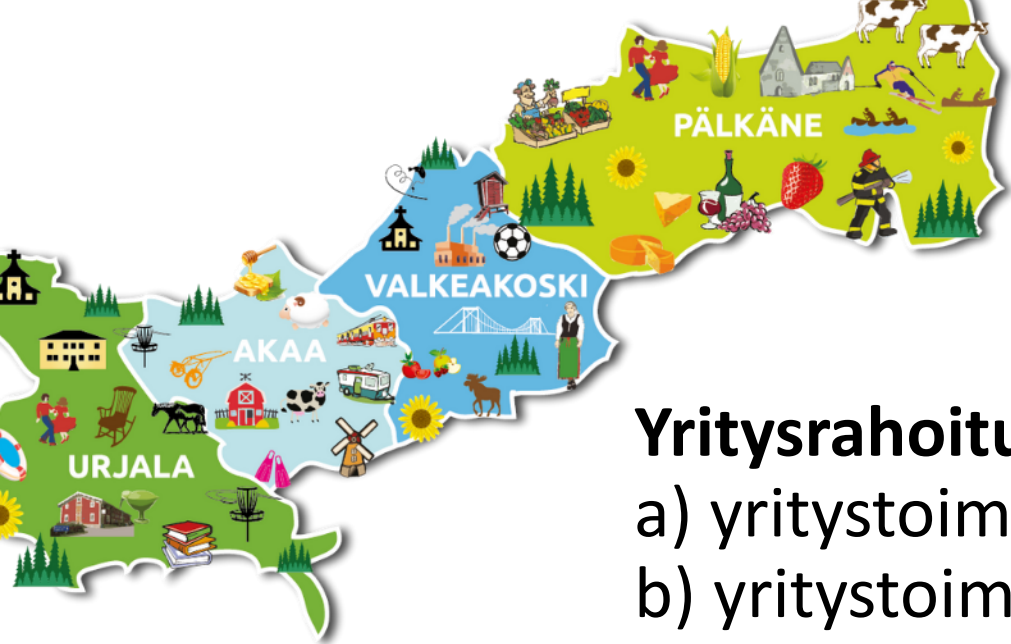 PÄLKÄNE
VALKEAKOSKI
AKAA
URJALA
Yritysrahoitu
a) yritystoim
b) yritystoim